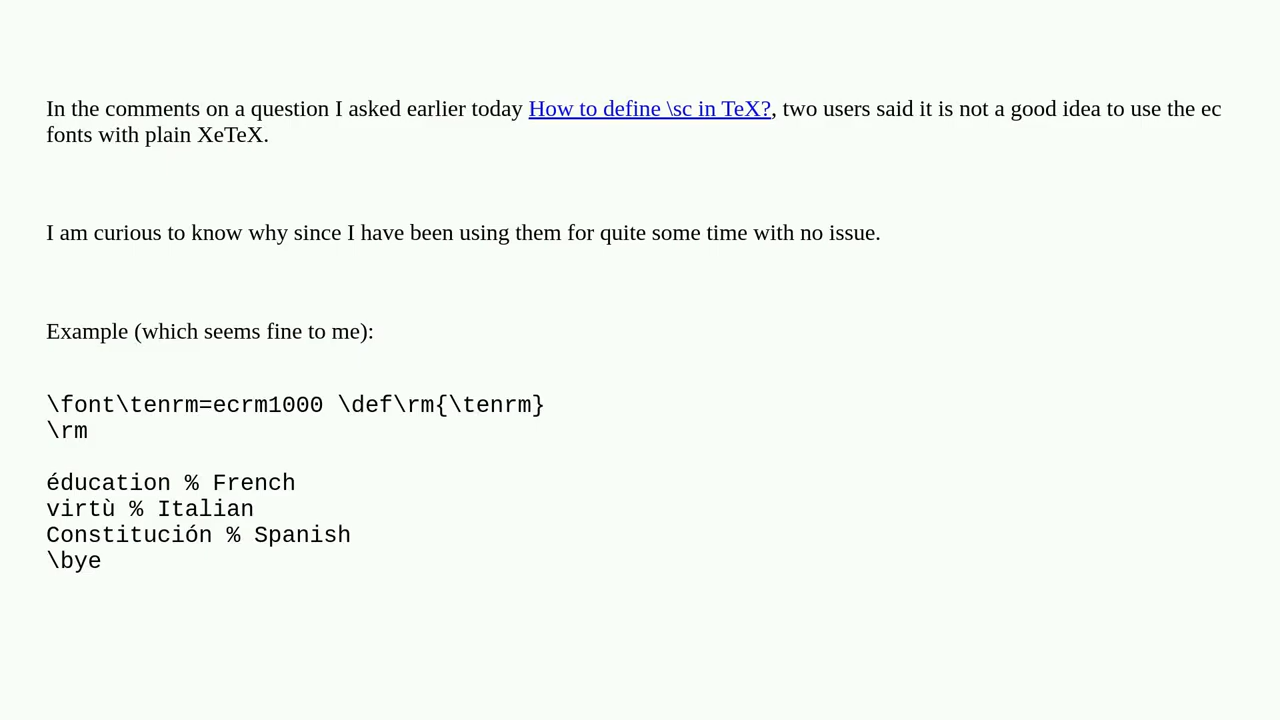 In the comments on a question I asked earlier today How to define \sc in TeX?, two users said it is not a good idea to use the ec
fonts with plain XeTeX.
I am curious to know why since I have been using them for quite some time with no issue.
Example (which seems fine to me):
\font\tenrm=ecrm1000 \def\rm{\tenrm}
\rm
éducation % French
virtù % Italian
Constitución % Spanish
\bye